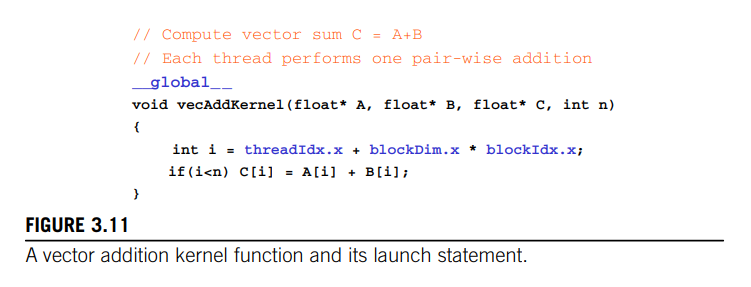 // Compute vector sum C = A+B
// Each thread performs one pair-wise addition
__global__
void vecAddKernel(float* A, float* B, float* C, int n)
{
int i = threadIdx.x + blockDim.x * blockIdx.x;
if(i<n) C[i] = A[i] + B[i];
}
FIGURE 3.11
A vector addition kernel function and its launch statement.